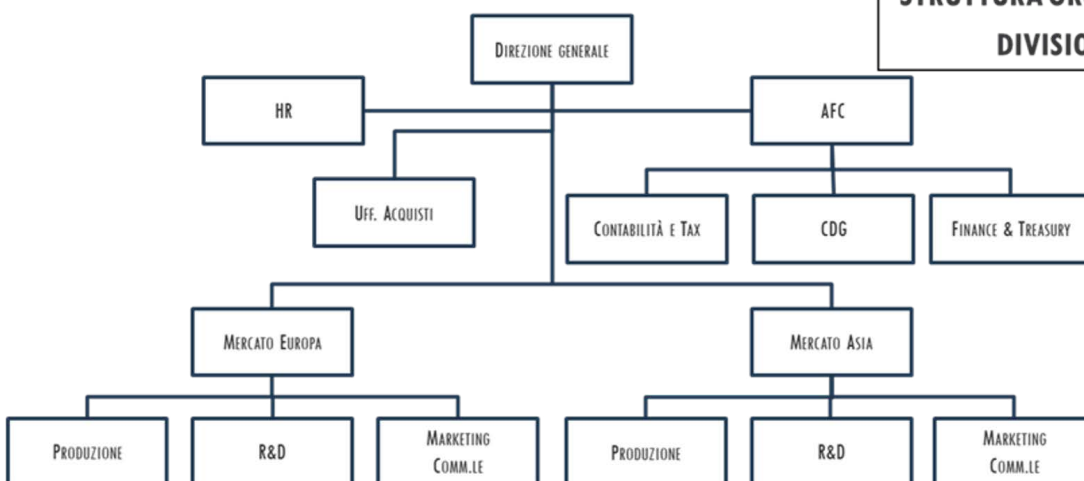 DIREZIONE GENERALE
HR
AFC
UFF. ACQUISTI
CONTABILITÀ E TAX
CDG
FINANCE & TREASURY
MERCATO EUROPA
MERCATO ASIA
PRODUZIONE
R&D
MARKETING
COMM.LE
PRODUZIONE
R&D
MARKETING
COMM.LE